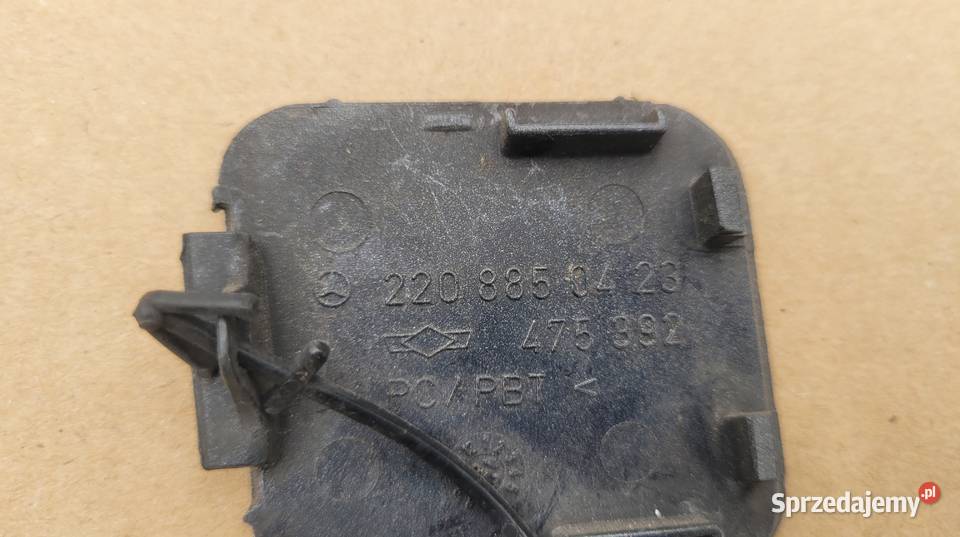 220 885 04 23
475 992
PC/PBT <
Sprzedajemy.pl